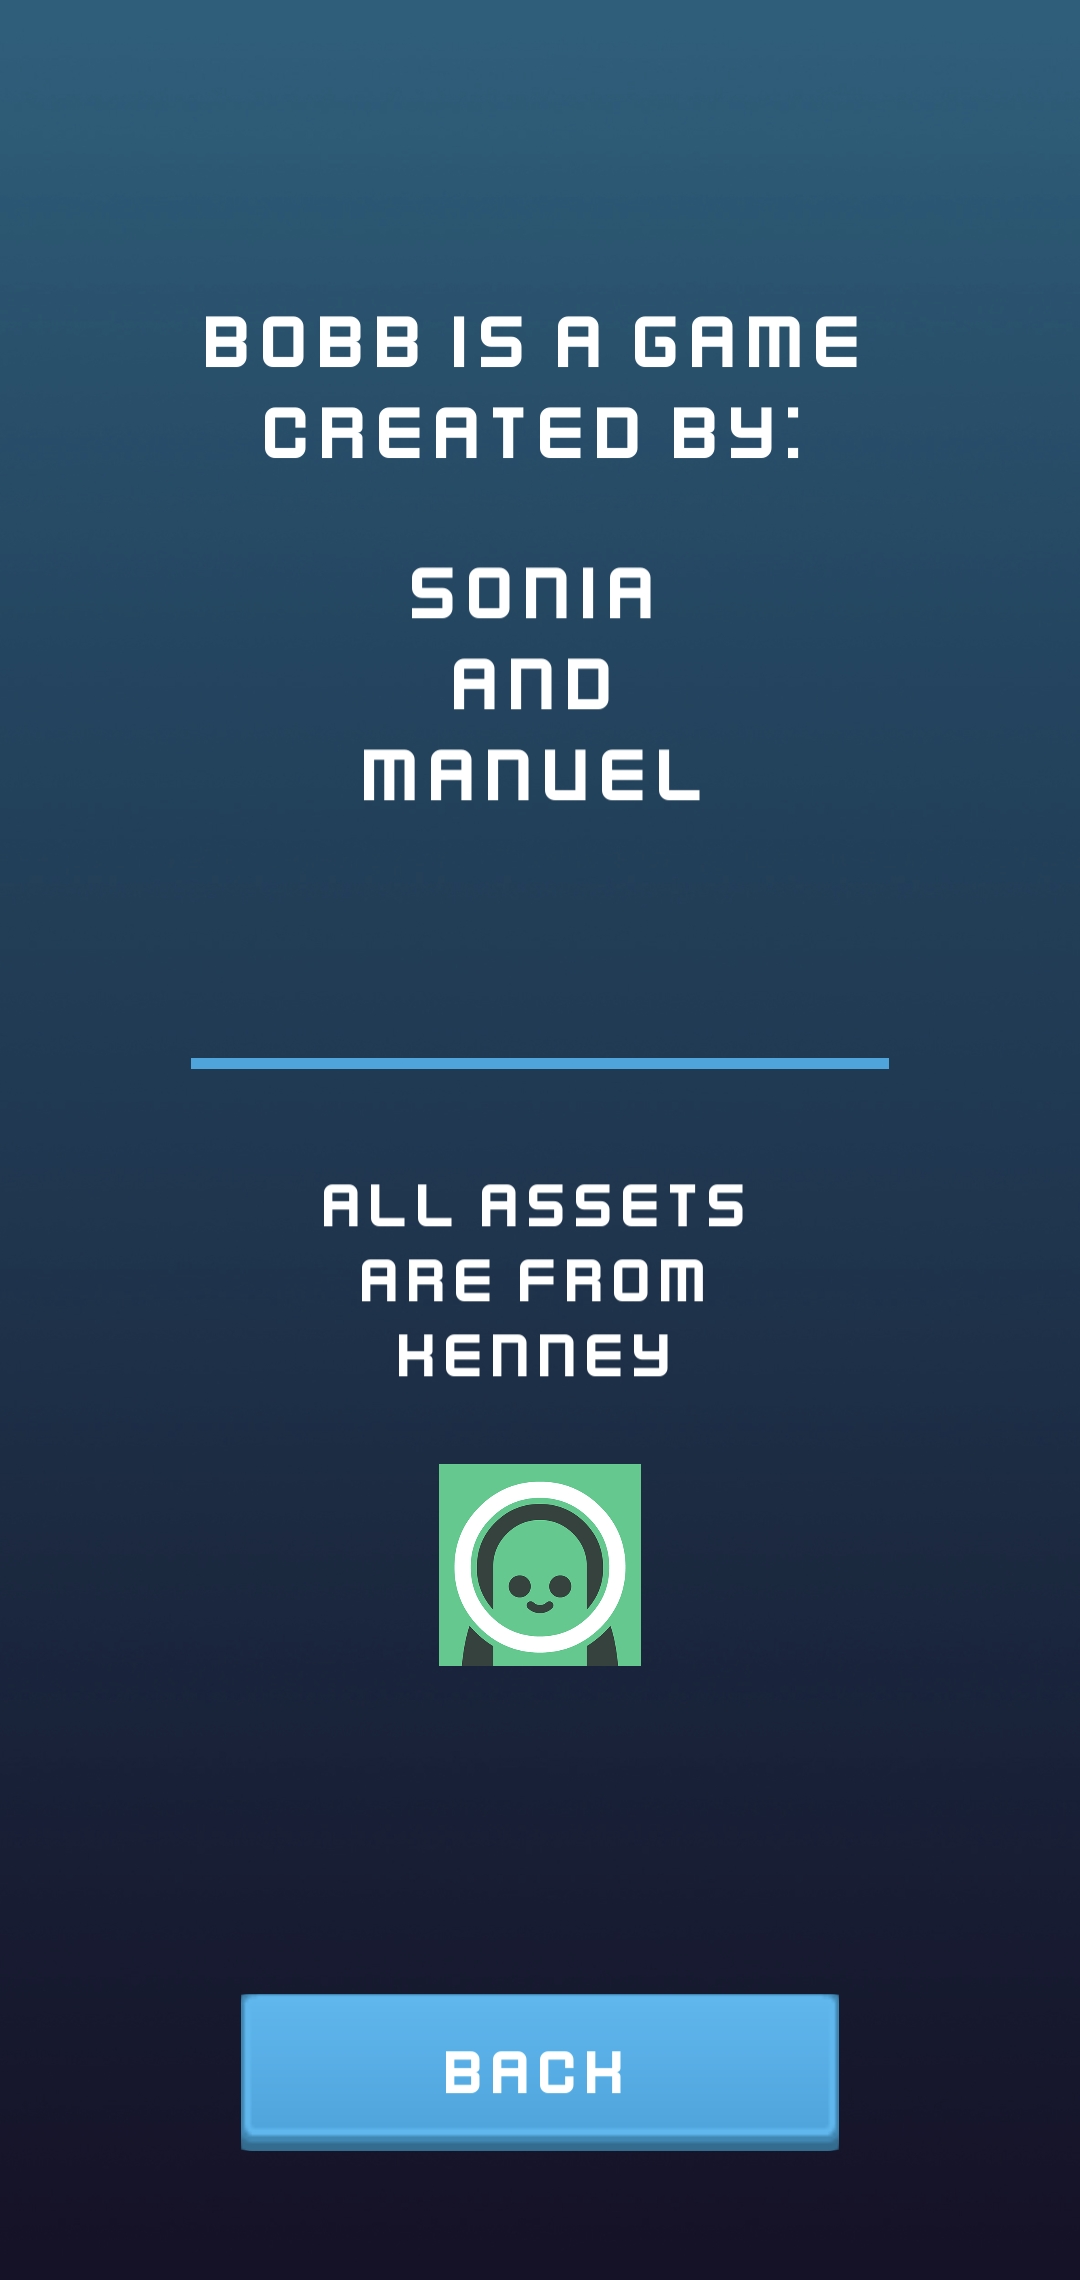 BOBB IS A GAME
CREATED BY:
SONIA
AND
MANUEL
ALL ASSETS
ARE FROM
KENNEY
BACK